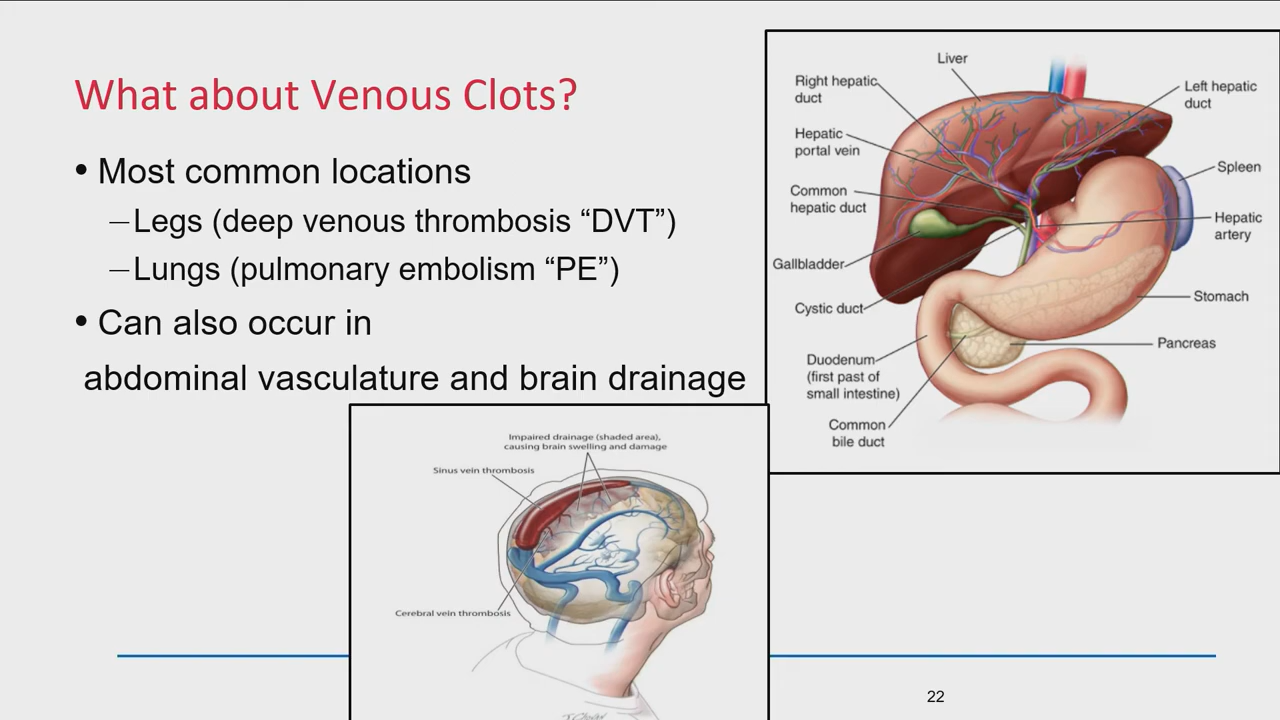 What about Venous Clots?
• Most common locations
– Legs (deep venous thrombosis “DVT”)
– Lungs (pulmonary embolism “PE”)
• Can also occur in
abdominal vasculature and brain drainage
Liver
Right hepatic
duct
Left hepatic
duct
Hepatic
portal vein
Spleen
Common
hepatic duct
Hepatic
artery
Gallbladder
Stomach
Cystic duct
Pancreas
Duodenum
(first past of
small intestine)
Common
bile duct
Impaired drainage (shaded area),
causing brain swelling and damage
Sinus vein thrombosis
Cerebral vein thrombosis
22